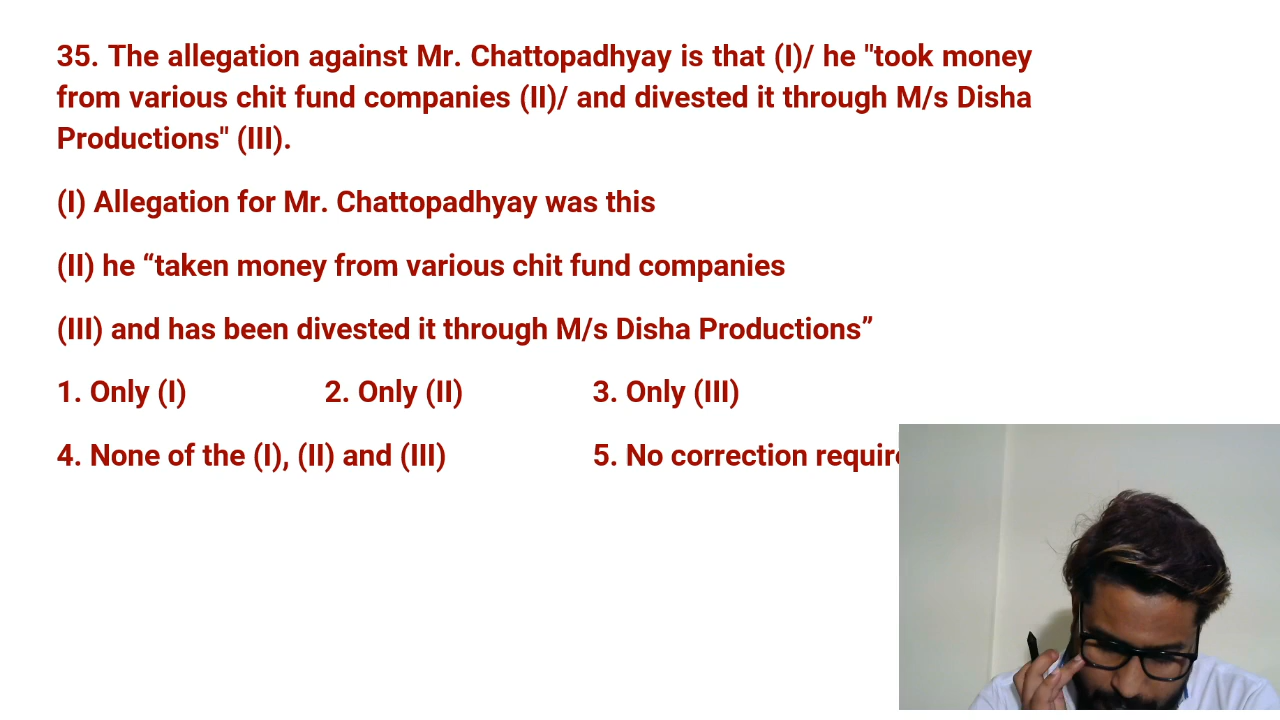 35. The allegation against Mr. Chattopadhyay is that (I)/ he "took money
from various chit fund companies (II)/ and divested it through M/s Disha
Productions" (III).
(I) Allegation for Mr. Chattopadhyay was this
(II) he “taken money from various chit fund companies
(III) and has been divested it through M/s Disha Productions”
1. Only (I) 2. Only (II) 3. Only (III)
4. None of the (I), (II) and (III) 5. No correction